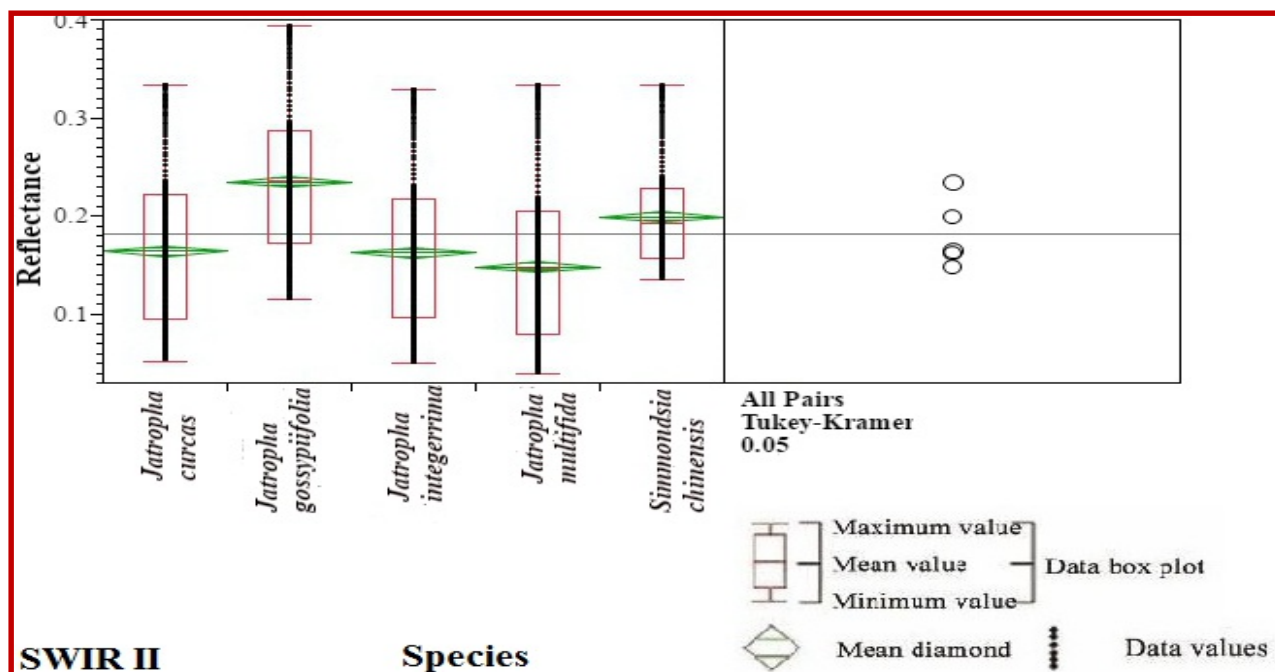 0.4
0.3
0.2
0.1
Reflectance
Jatropha
curcas
Jatropha
gossypiifolia
Jatropha
integerrima
Jatropha
multifida
Simmondsia
chinensis
All Pairs
Tukey-Kramer
0.05
Maximum value
Mean value
Minimum value
Data box plot
Mean diamond
Data values
SWIR II
Species